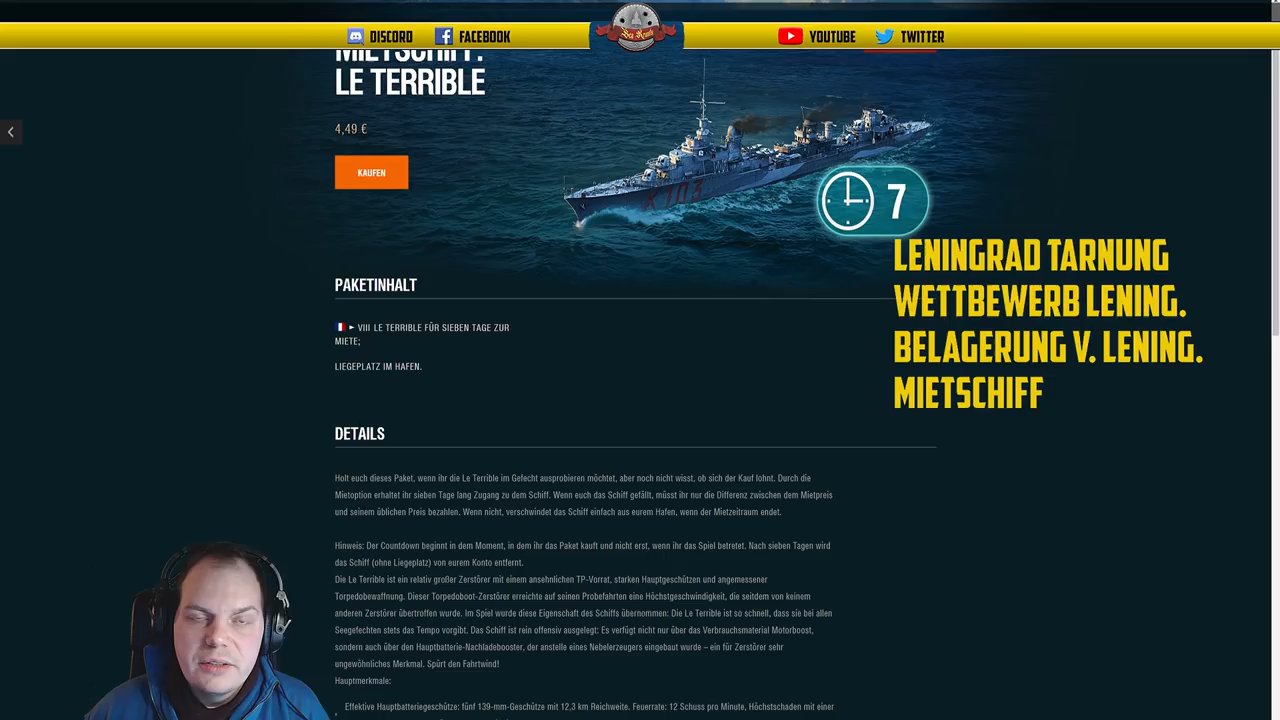 DISCORD
FACEBOOK
YOUTUBE
TWITTER
MIETSCHIFF:
LE TERRIBLE
4,49 €
KAUFEN
X103
7
LENINGRAD TARNUNG
WETTBEWERB LENING.
BELAGERUNG V. LENING.
MIETSCHIFF
PAKETINHALT
VIII LE TERRIBLE FÜR SIEBEN TAGE ZUR
MIETE;
LIEGEPLATZ IM HAFEN.
DETAILS
Holt euch dieses Paket, wenn ihr die Le Terrible im Gefecht ausprobieren möchtet, aber noch nicht wisst, ob sich der Kauf lohnt. Durch die
Mietoption erhaltet ihr sieben Tage lang Zugang zu dem Schiff. Wenn euch das Schiff gefällt, müsst ihr nur die Differenz zwischen dem Mietpreis
und seinem üblichen Preis bezahlen. Wenn nicht, verschwindet das Schiff einfach aus eurem Hafen, wenn der Mietzeitraum endet.
Hinweis: Der Countdown beginnt in dem Moment, in dem ihr das Paket kauft und nicht erst, wenn ihr das Spiel betretet. Nach sieben Tagen wird
das Schiff (ohne Liegeplatz) von eurem Konto entfernt.
Die Le Terrible ist ein relativ großer Zerstörer mit einem ansehnlichen TP-Vorrat, starken Hauptgeschützen und angemessener
Torpedobewaffnung. Dieser Torpedoboot-Zerstörer erreichte auf seinen Probefahrten eine Höchstgeschwindigkeit, die seitdem von keinem
anderen Zerstörer übertroffen wurde. Im Spiel wurde diese Eigenschaft des Schiffs übernommen: Die Le Terrible ist so schnell, dass sie bei allen
Seegefechten stets das Tempo vorgibt. Das Schiff ist rein offensiv ausgelegt: Es verfügt nicht nur über das Verbrauchsmaterial Motorboost,
sondern auch über den Hauptbatterie-Nachladebooster, der anstelle eines Nebelerzeugers eingebaut wurde – ein für Zerstörer sehr
ungewöhnliches Merkmal. Spürt den Fahrtwind!
Hauptmerkmale:
Effektive Hauptbatteriegeschütze: fünf 139-mm-Geschütze mit 12,3 km Reichweite. Feuerrate: 12 Schuss pro Minute, Höchstschaden mit einer